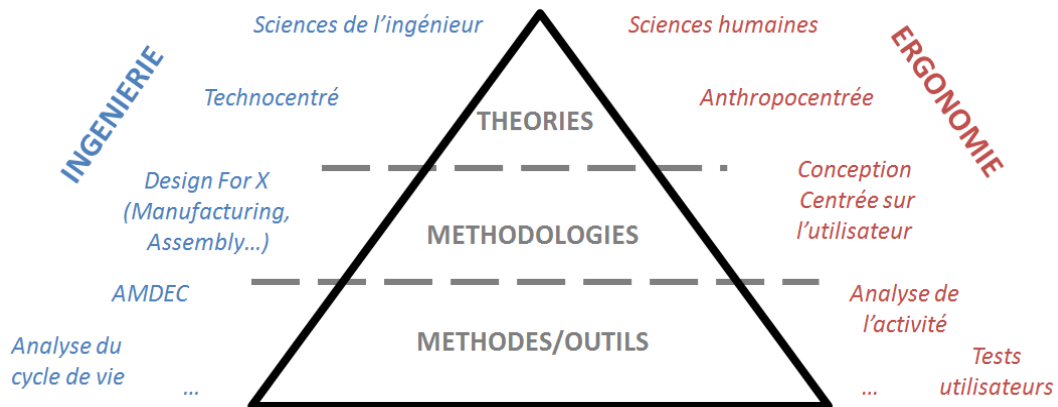 Sciences de l'ingénieur
Sciences humaines
INGENIERIE
ERGONOMIE
Technocentré
Anthropocentrée
THEORIES
Design For X
(Manufacturing,
Assembly…)
Conception
Centrée sur
l'utilisateur
METHODOLOGIES
AMDEC
Analyse de
l'activité
METHODES/OUTILS
Analyse du
cycle de vie
…
…
Tests
utilisateurs